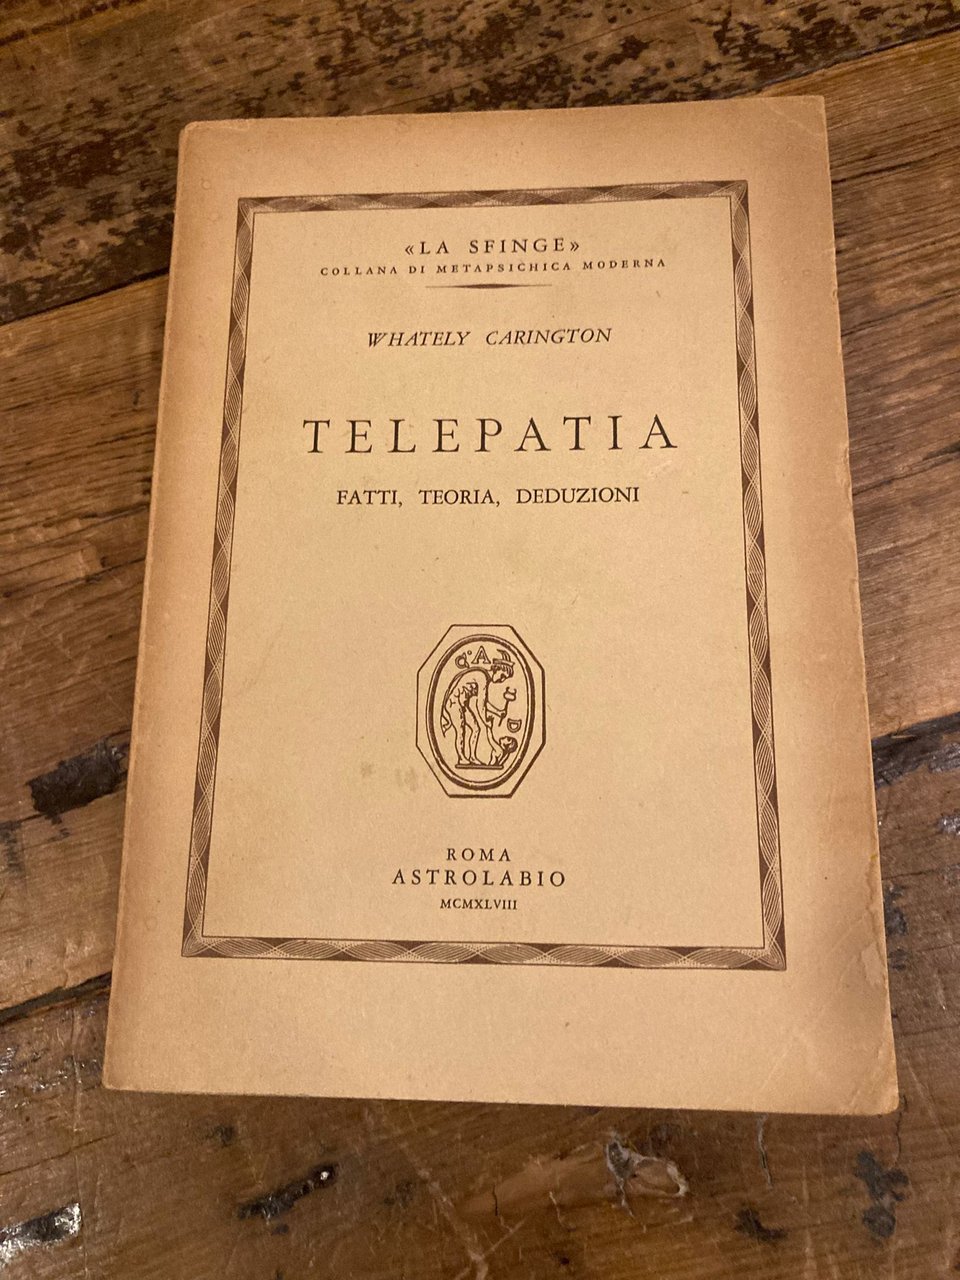 «LA SFINGE»
COLLANA DI METAPSICHICA MODERNA
WHATELY CARINGTON
TELEPATIA
FATTI, TEORIA, DEDUZIONI
A
D
ROMA
ASTROLABIO
MCMXLVIII